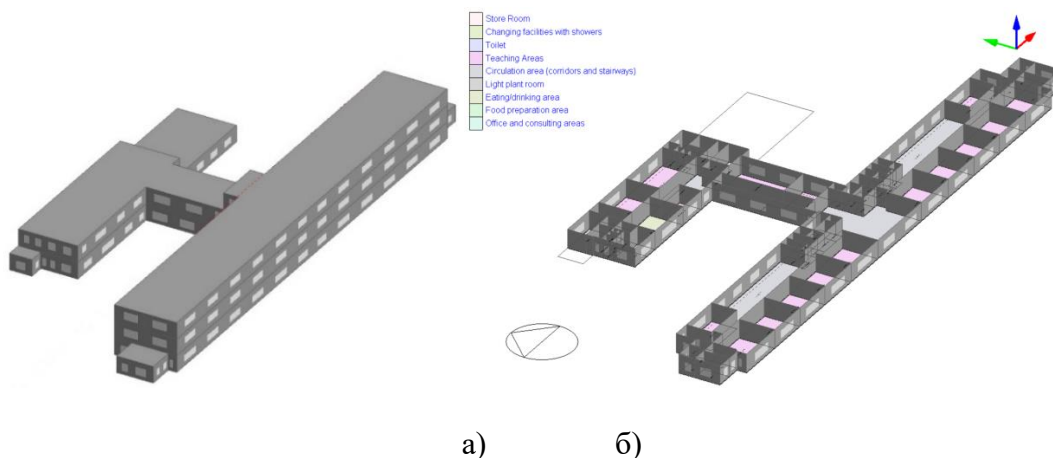 Store Room
Changing facilities with showers
Toilet
Teaching Areas
Circulation area (corridors and stairways)
Light plant room
Eating/drinking area
Food preparation area
Office and consulting areas
а) б)